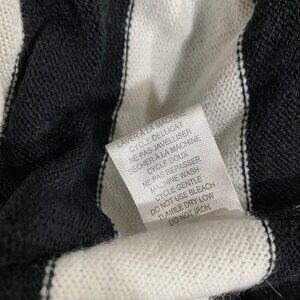 LAVER À LA MACHINE
CYCLE DÉLICAT
NE PAS JAVELLISER
SÉCHER À LA MACHINE
CYCLE DOUX
NE PAS REPASSER
MACHINE WASH
CYCLE GENTLE
DO NOT USE BLEACH
TUMBLE DRY LOW
DO NOT IRON